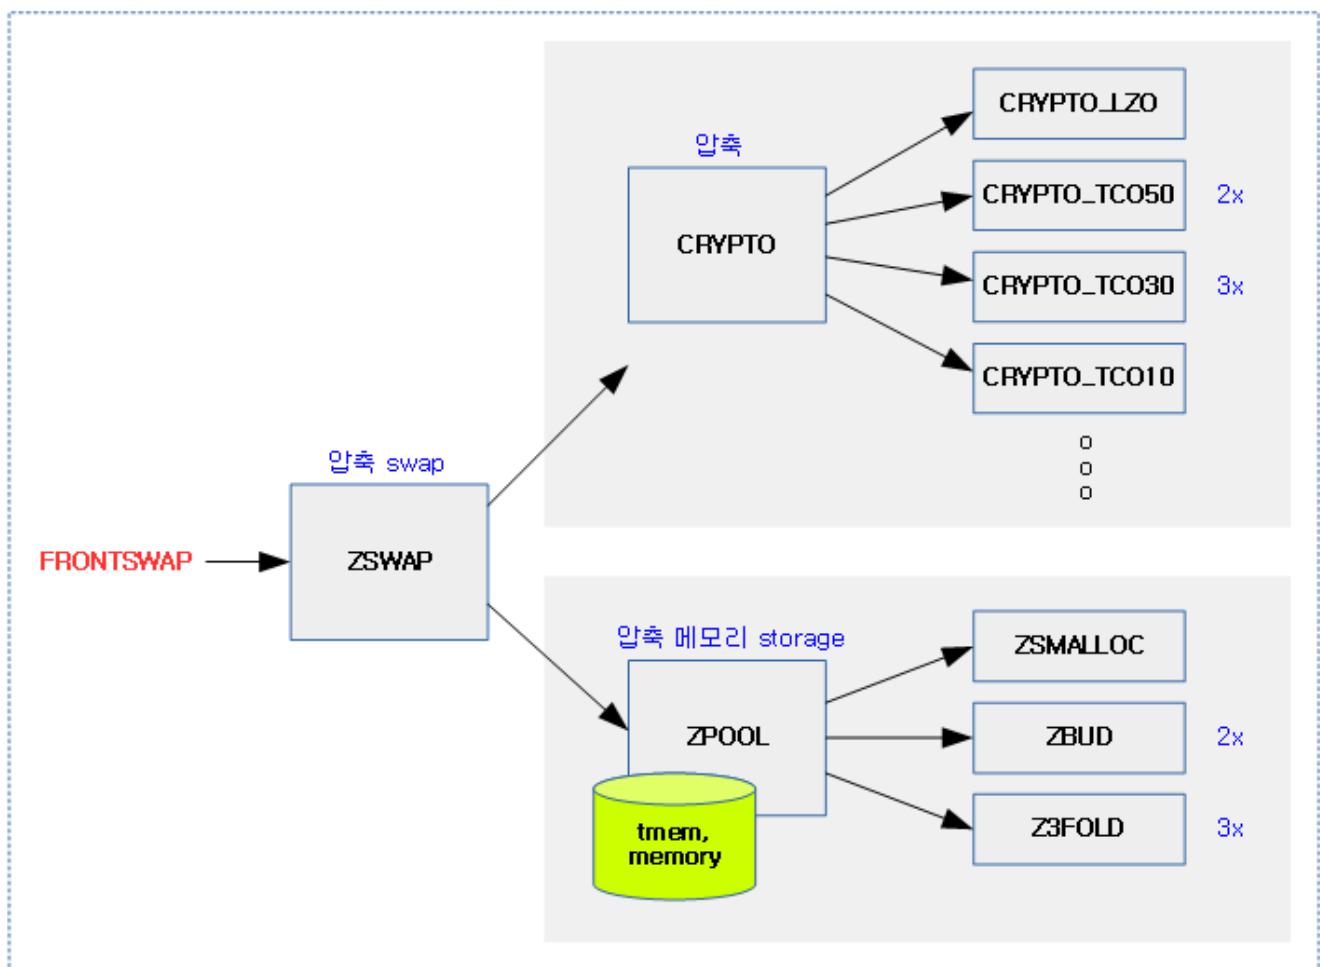 압축
CRYPTO
CRYPTO_LZO
CRYPTO_TCO50 2x
CRYPTO_TCO30 3x
CRYPTO_TCO10
o
o
o
압축 swap
FRONTSWAP
ZSWAP
압축 메모리 storage
ZPOOL
tmem,
memory
ZSMALLOC
ZBUD 2x
Z3FOLD 3x